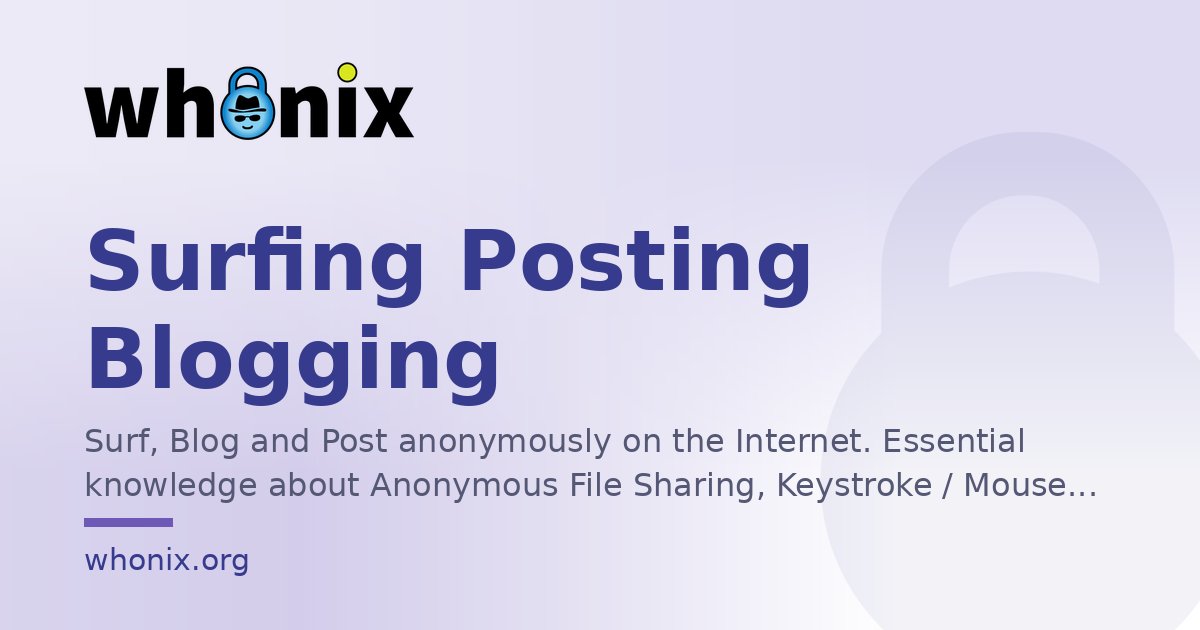 whonix
Surfing Posting
Blogging
Surf, Blog and Post anonymously on the Internet. Essential
knowledge about Anonymous File Sharing, Keystroke / Mouse...
whonix.org